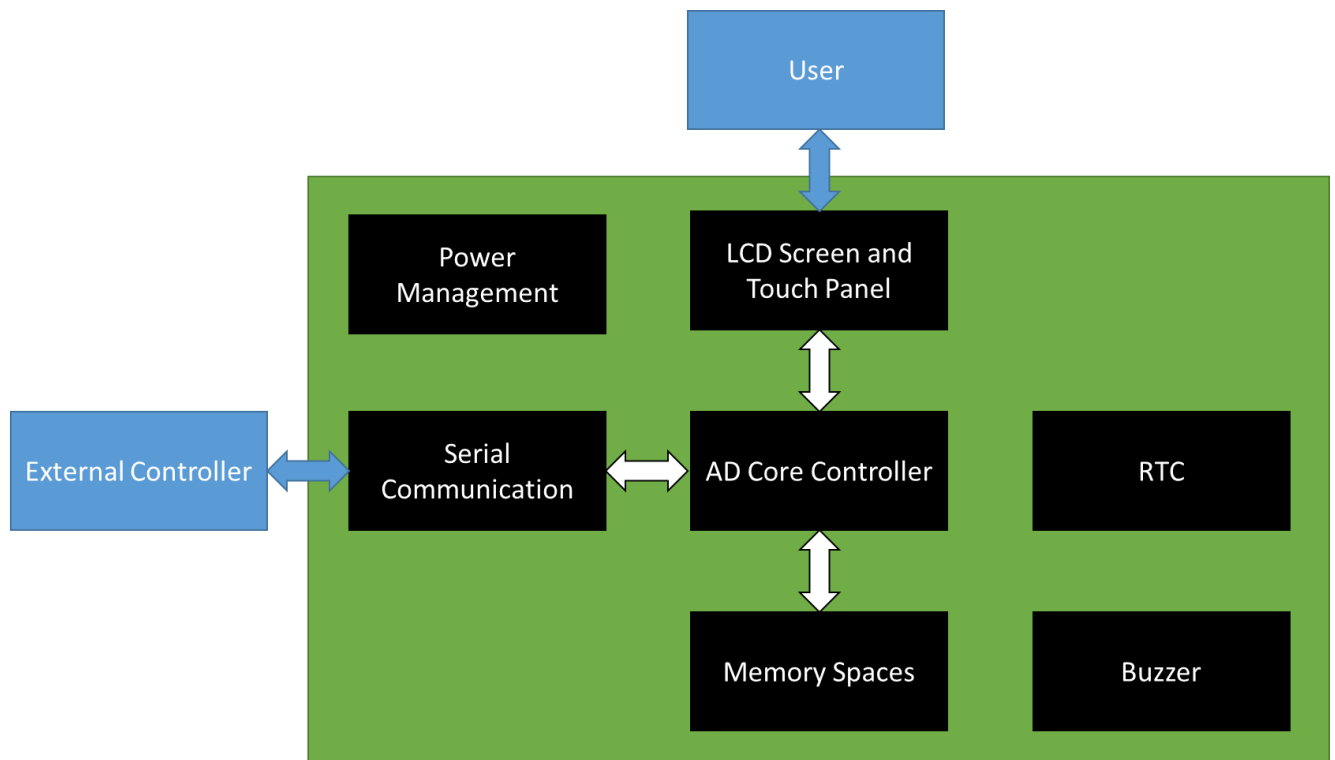 User
Power
Management
LCD Screen and
Touch Panel
External Controller
Serial
Communication
AD Core Controller
RTC
Memory Spaces
Buzzer